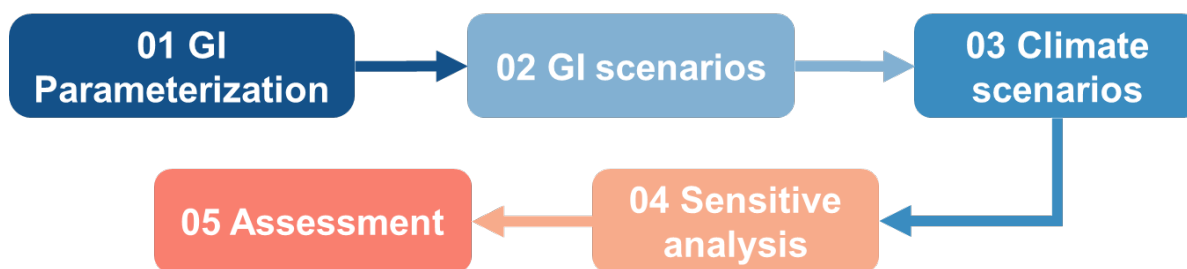 01 GI
Parameterization
02 GI scenarios
03 Climate
scenarios
04 Sensitive
analysis
05 Assessment